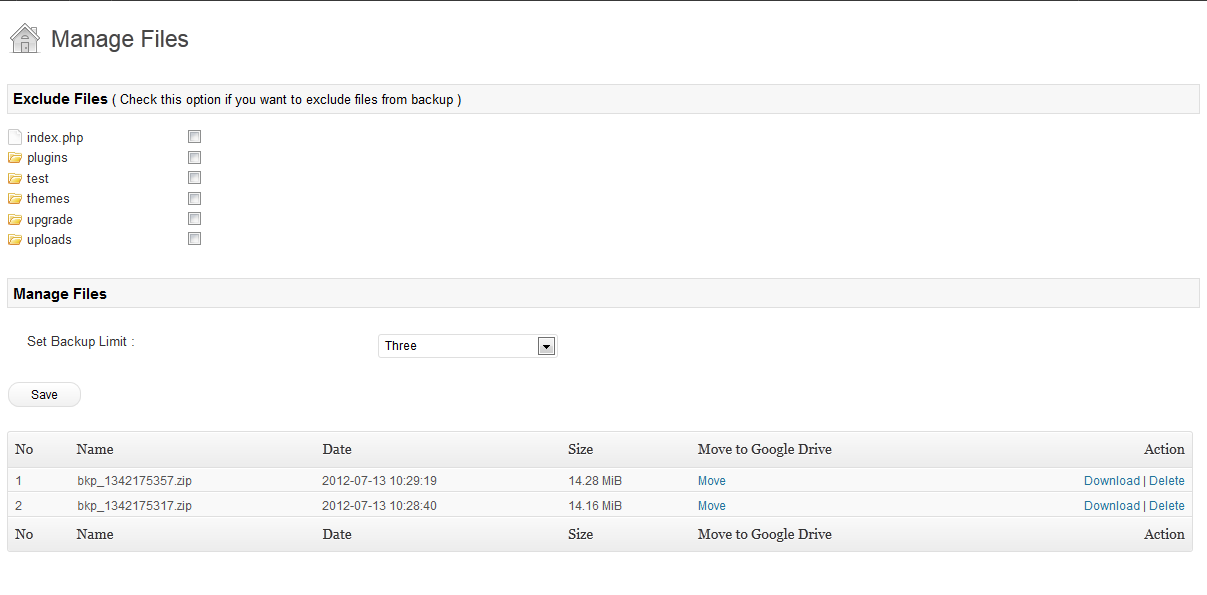 Manage Files
Exclude Files ( Check this option if you want to exclude files from backup )
index.php
plugins
test
themes
upgrade
uploads
Manage Files
Set Backup Limit : Three
Save
No Name Date Size Move to Google Drive Action
1 bkp_1342175357.zip 2012-07-13 10:29:19 14.28 MiB Move Download | Delete
2 bkp_1342175317.zip 2012-07-13 10:28:40 14.16 MiB Move Download | Delete
No Name Date Size Move to Google Drive Action